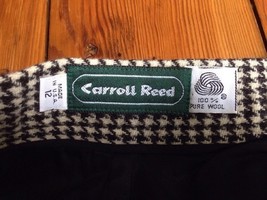 MADE
IN U.S.A.
12
Carroll Reed
®
100%
PURE WOOL